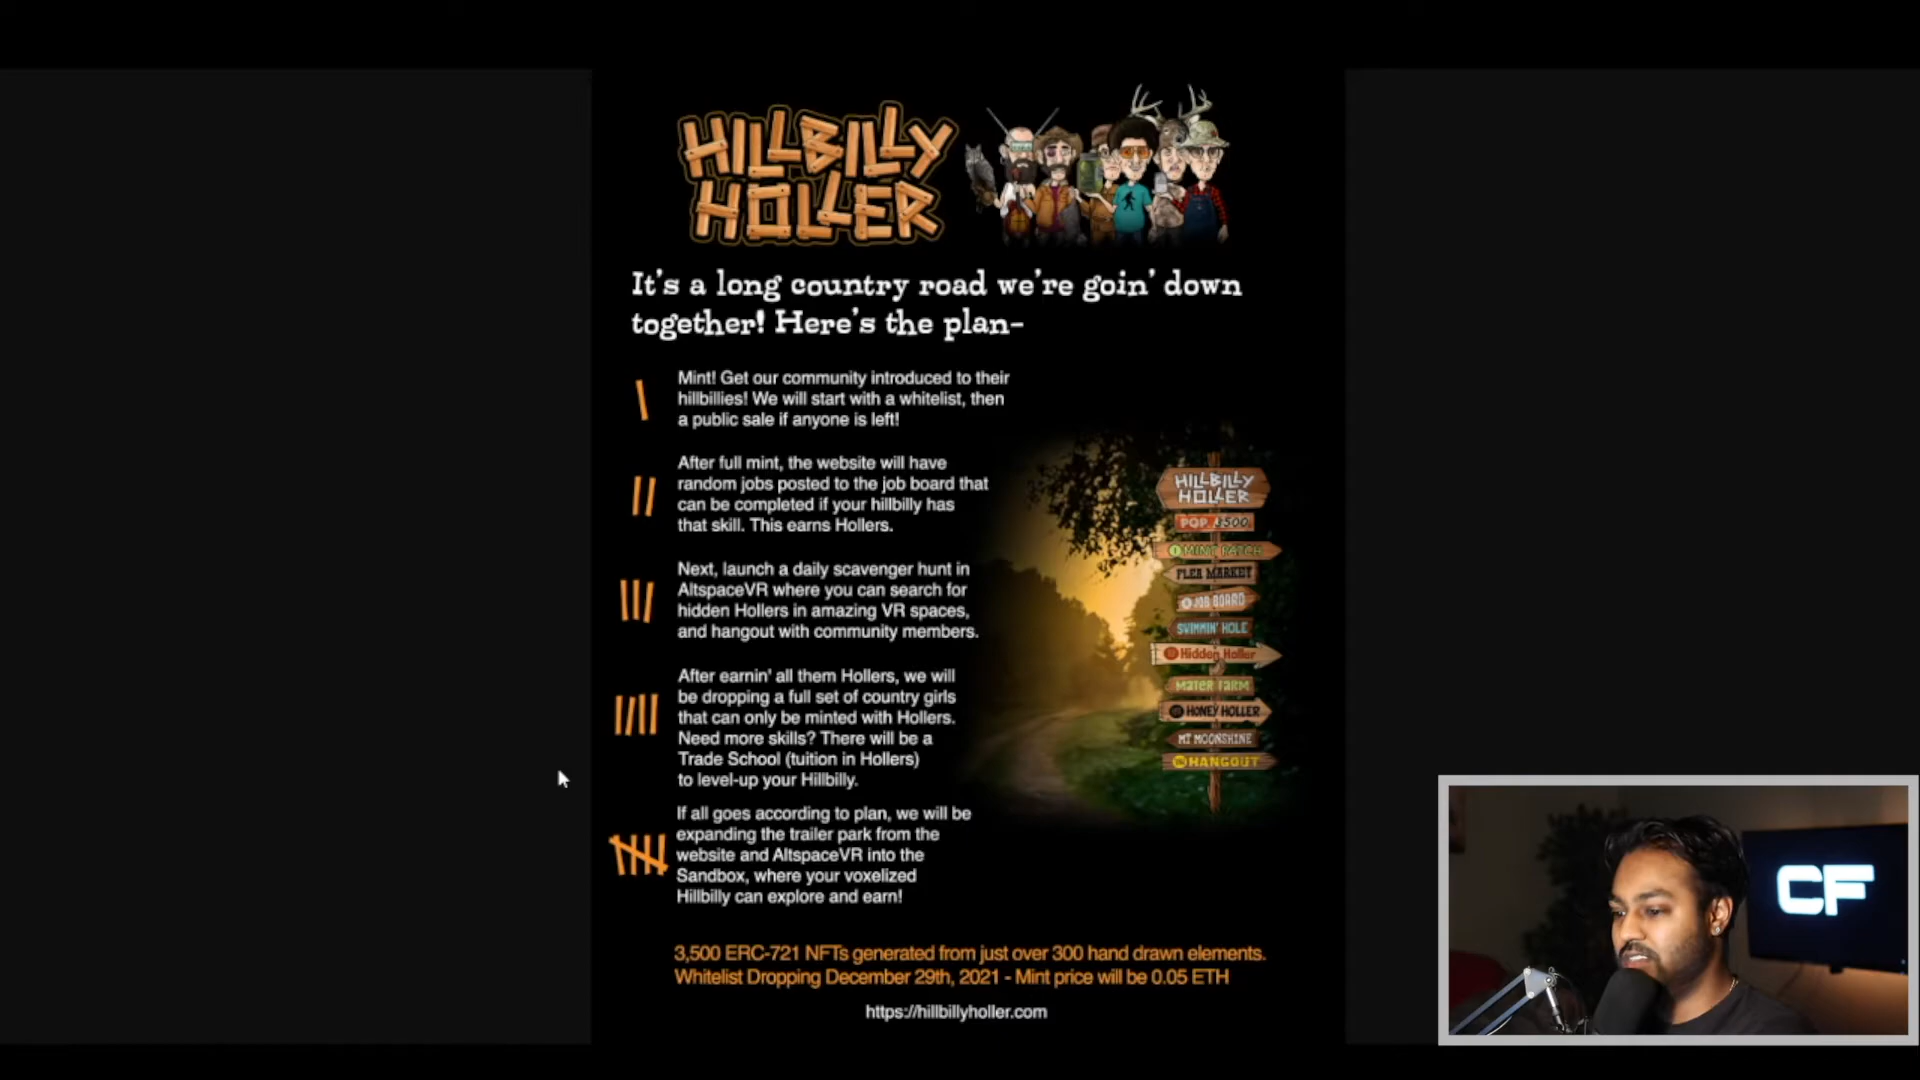 HILLBILLY
HOLLER
It's a long country road we're goin' down
together! Here's the plan-
Mint! Get our community introduced to their
hillbillies! We will start with a whitelist, then
a public sale if anyone is left!
After full mint, the website will have
random jobs posted to the job board that
can be completed if your hillbilly has
that skill. This earns Hollers.
Next, launch a daily scavenger hunt in
AltspaceVR where you can search for
hidden Hollers in amazing VR spaces,
and hangout with community members.
After earnin' all them Hollers, we will
be dropping a full set of country girls
that can only be minted with Hollers.
Need more skills? There will be a
Trade School (tuition in Hollers)
to level-up your Hillbilly.
If all goes according to plan, we will be
expanding the trailer park from the
website and AltspaceVR into the
Sandbox, where your voxelized
Hillbilly can explore and earn!
HILLBILLY
HOLLER
POP. 3500
MINT PATCH
FLEA MARKET
JOB BOARD
SWIMMIN' HOLE
Hidden Holler
Mater Farm
HONEY HOLLER
MT MOONSHINE
HANGOUT
3,500 ERC-721 NFTs generated from just over 300 hand drawn elements.
Whitelist Dropping December 29th, 2021 - Mint price will be 0.05 ETH
https://hillbillyholler.com
CF